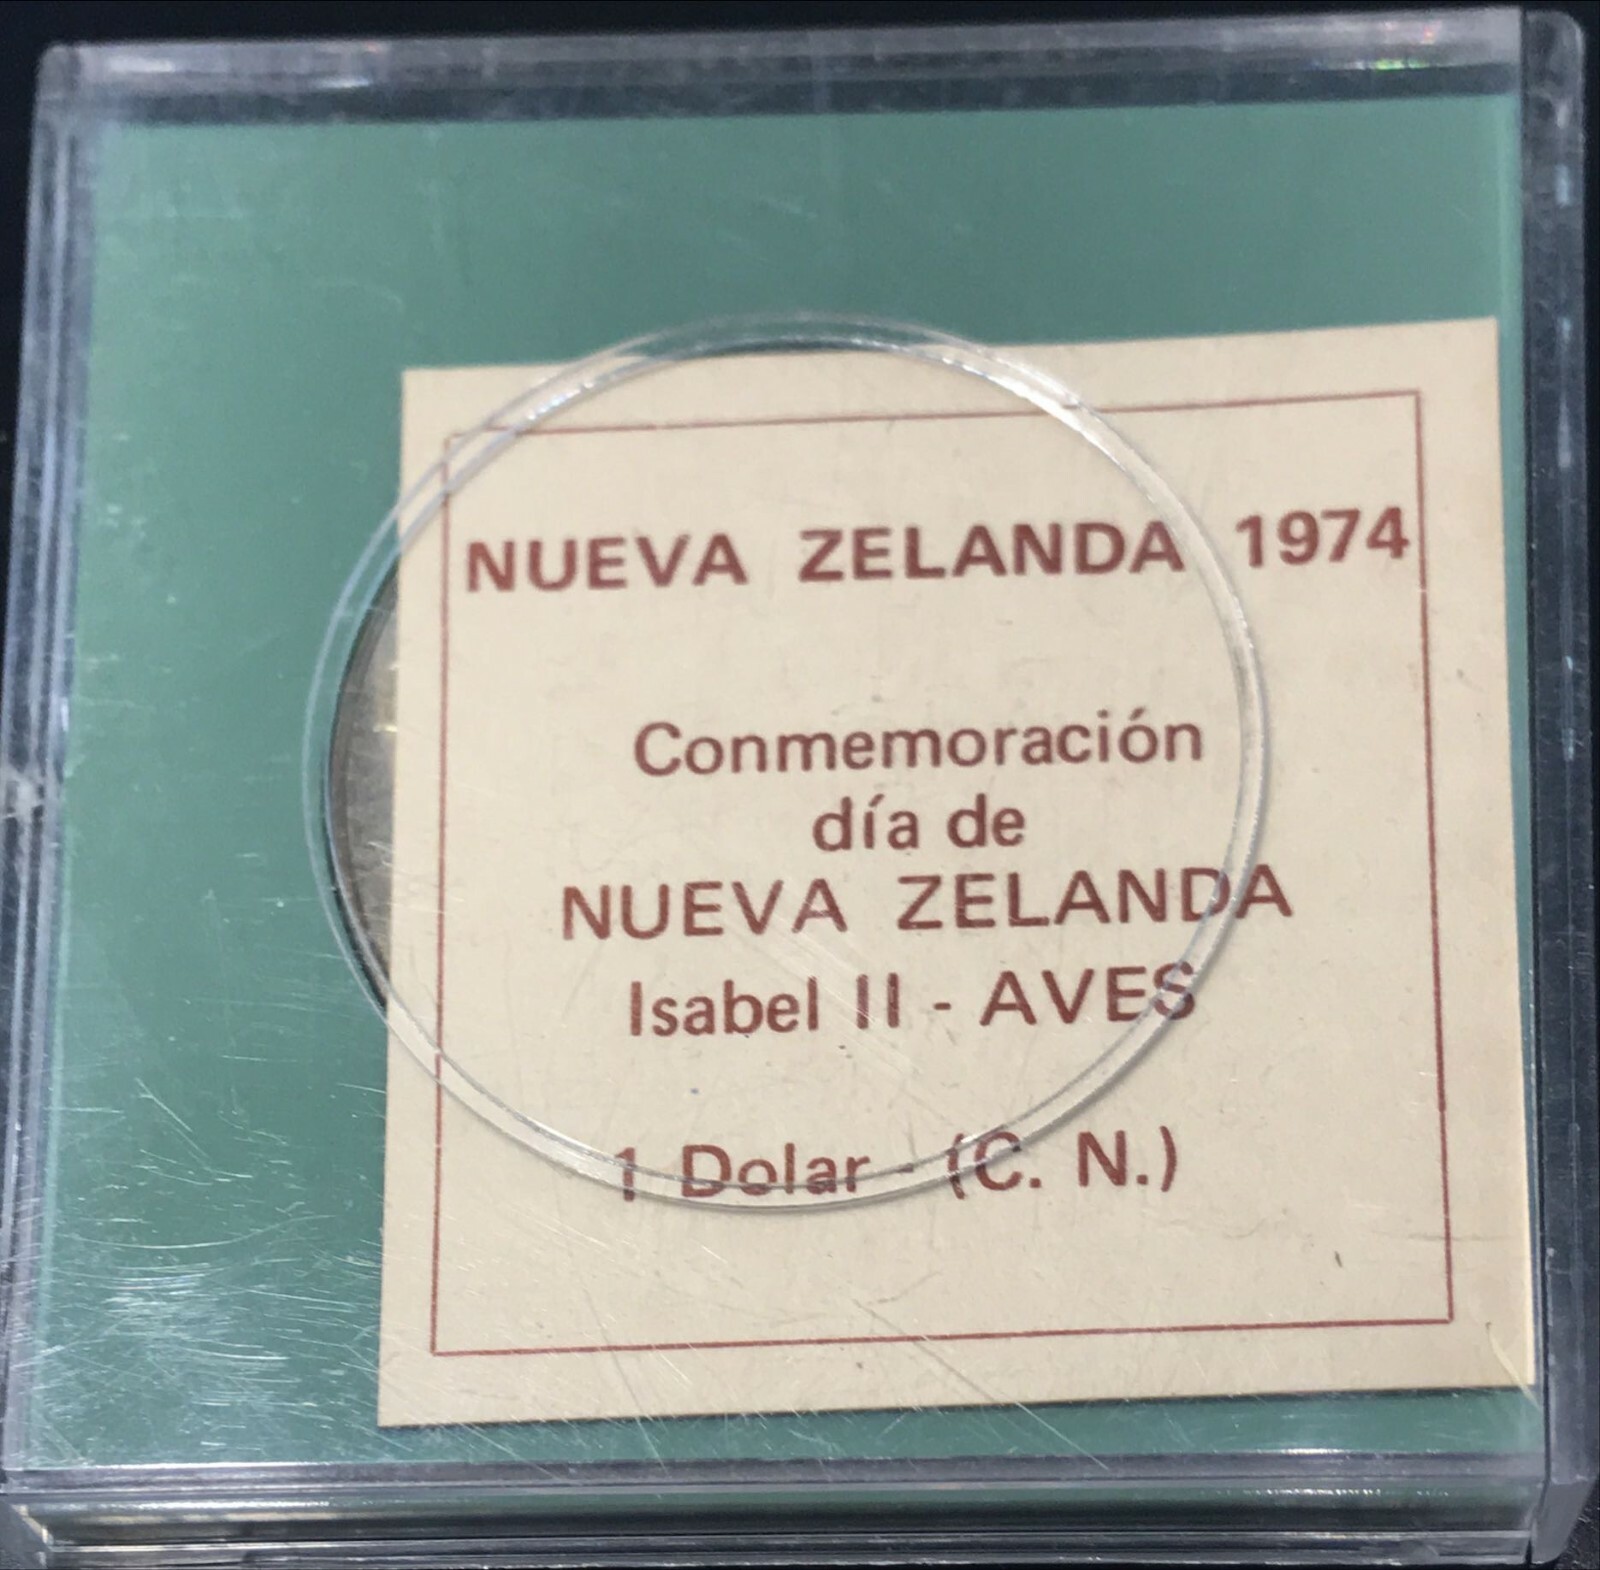 NUEVA ZELANDA 1974
Conmemoración
día de
NUEVA ZELANDA
Isabel II - AVES
1 Dolar - (C. N.)